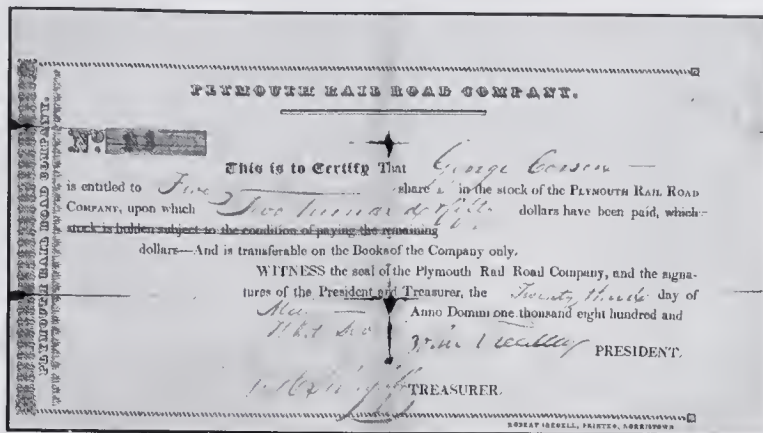 PLYMOUTH RAIL ROAD COMPANY.
PLYMOUTH RAIL ROAD COMPANY.
No. 11
This is to Certify That George Corson
is entitled to Five shares in the stock of the PLYMOUTH RAIL ROAD
COMPANY, upon which Two hundred & fifty dollars have been paid, which
stock is holden subject to the condition of paying the remaining
dollars—And is transferable on the Books of the Company only.
WITNESS the seal of the Plymouth Rail Road Company, and the signa-
tures of the President and Treasurer, the Twenty third day of
Anno Domini one thousand eight hundred and
PRESIDENT.
TREASURER.
ROBERT IREDELL, PRINTER, NORRISTOWN